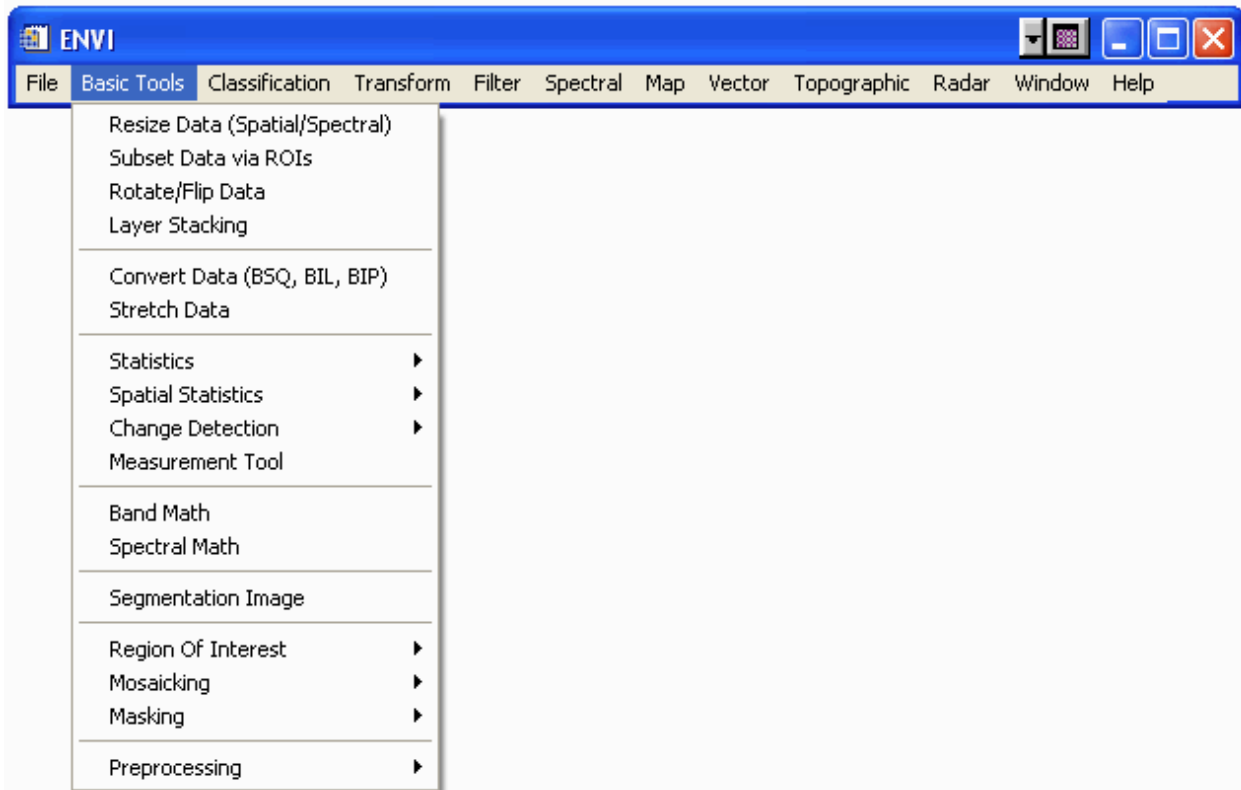 ENVI
File Basic Tools Classification Transform Filter Spectral Map Vector Topographic Radar Window Help
Resize Data (Spatial/Spectral)
Subset Data via ROIs
Rotate/Flip Data
Layer Stacking
Convert Data (BSQ, BIL, BIP)
Stretch Data
Statistics
Spatial Statistics
Change Detection
Measurement Tool
Band Math
Spectral Math
Segmentation Image
Region Of Interest
Mosaicking
Masking
Preprocessing